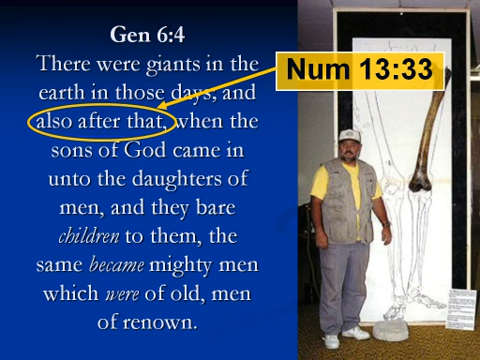 Gen 6:4
There were giants in the
earth in those days; and
also after that, when the
sons of God came in
unto the daughters of
men, and they bare
children to them, the
same became mighty men
which were of old, men
of renown.
Num 13:33